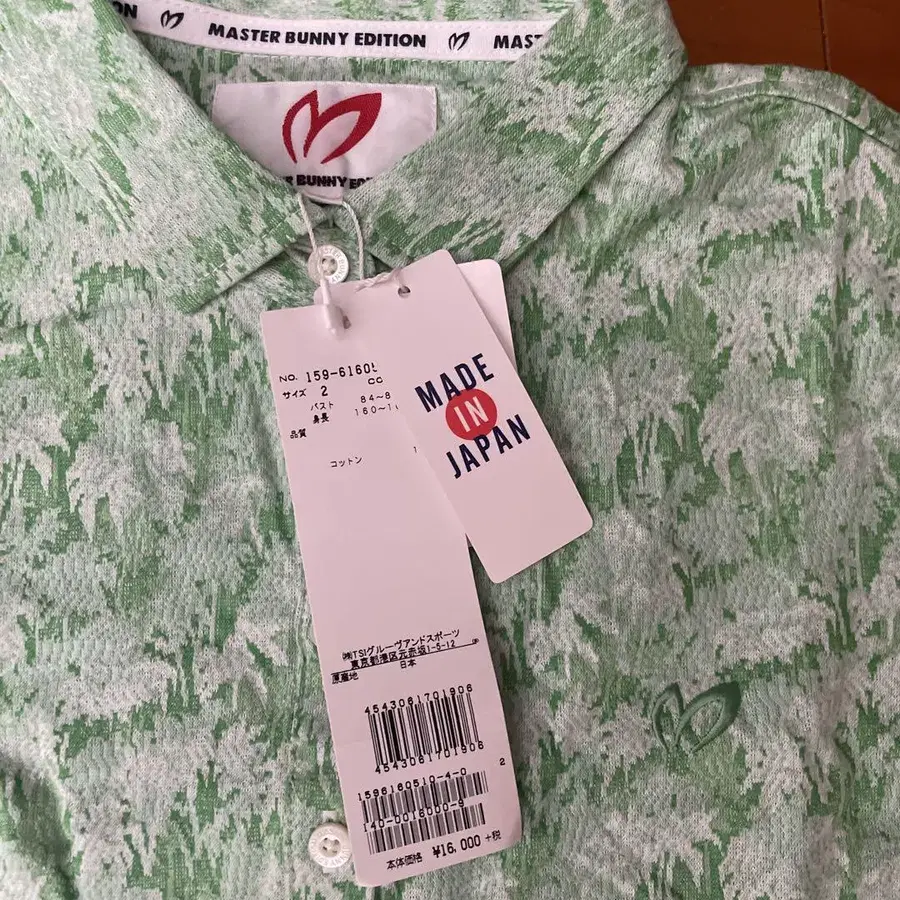 MASTER BUNNY EDITION
MAST
BUNNY
NO. 159-6160
サイズ 2
バスト 84~8
身長 160~1
品質
コットン
MADE
IN
JAPAN
㈱TSIグルーヴアンドスポーツ
東京都港区元赤坂1-5-12
原産地 日本
4543061701906
4543061701906
1596160510-4-0
2
140-0016000-9
本体価格 ¥16,000 +税